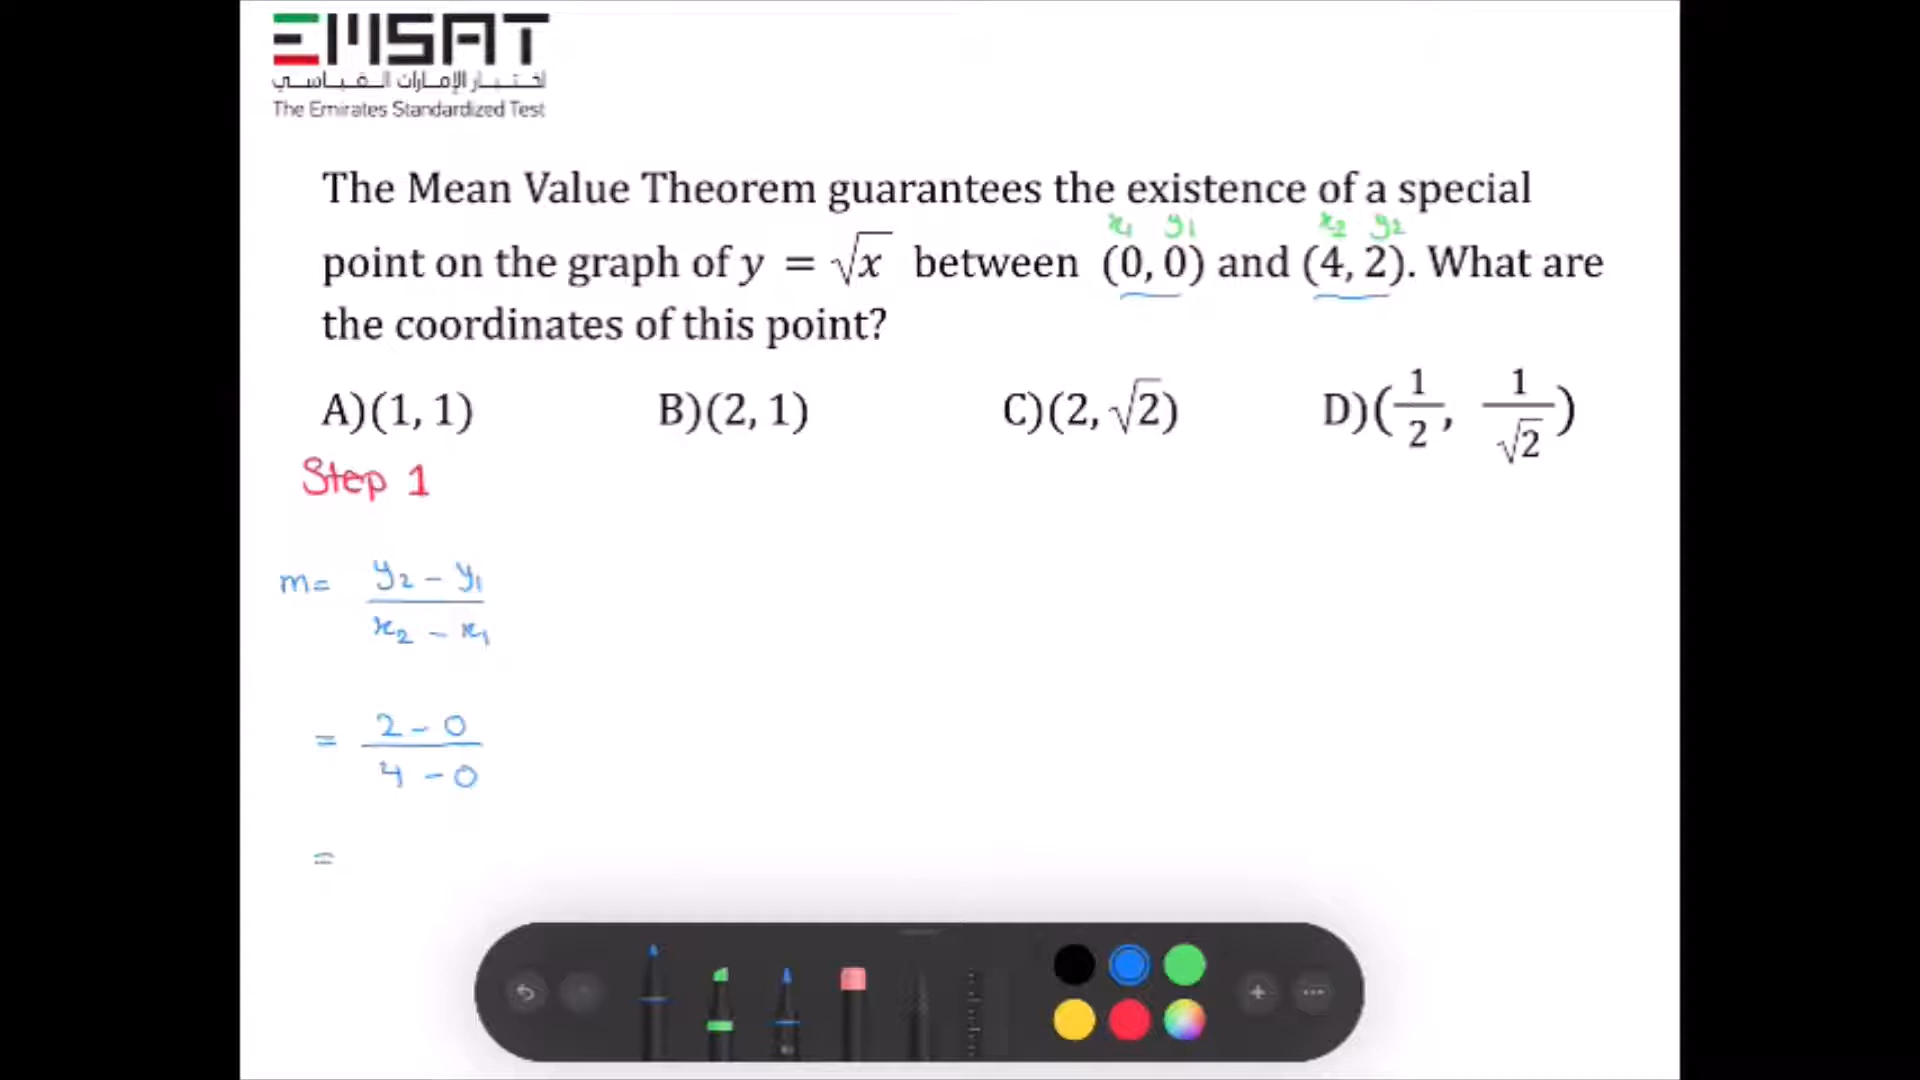 EMSAT
اختبار الإمارات القياسي
The Emirates Standardized Test
The Mean Value Theorem guarantees the existence of a special
x₁ y₁ x₂ y₂
point on the graph of y = √x between (0, 0) and (4, 2). What are
the coordinates of this point?
A)(1, 1) B)(2, 1) C)(2, √2) D)(1/2, 1/√2)
Step 1
m= y₂ - y₁
x₂ - x₁
= 2 - 0
4 - 0
=